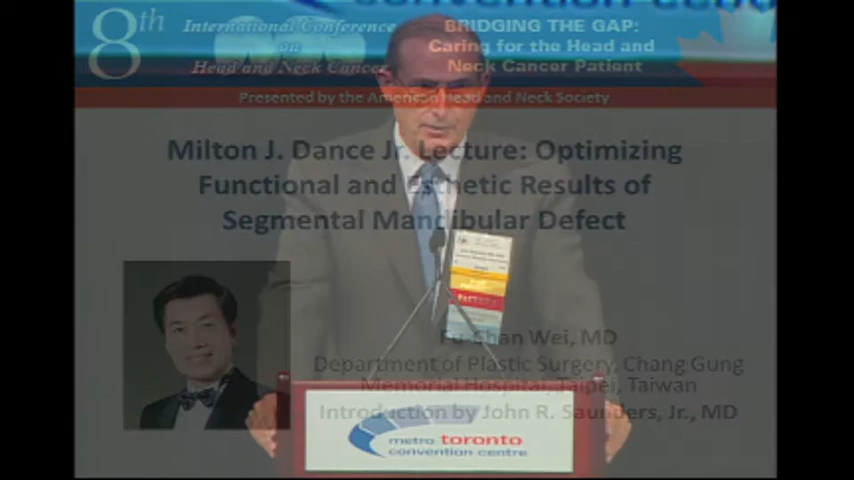 8th
International Conference
on
Head and Neck Cancer
BRIDGING THE GAP:
Caring for the Head and
Neck Cancer Patient
Presented by the American Head and Neck Society
Milton J. Dance Jr. Lecture: Optimizing
Functional and Esthetic Results of
Segmental Mandibular Defect
Fu-Shan Wei, MD
Department of Plastic Surgery, Chang Gung
Memorial Hospital, Taipei, Taiwan
Introduction by John R. Saunders, Jr., MD
metro toronto
convention centre